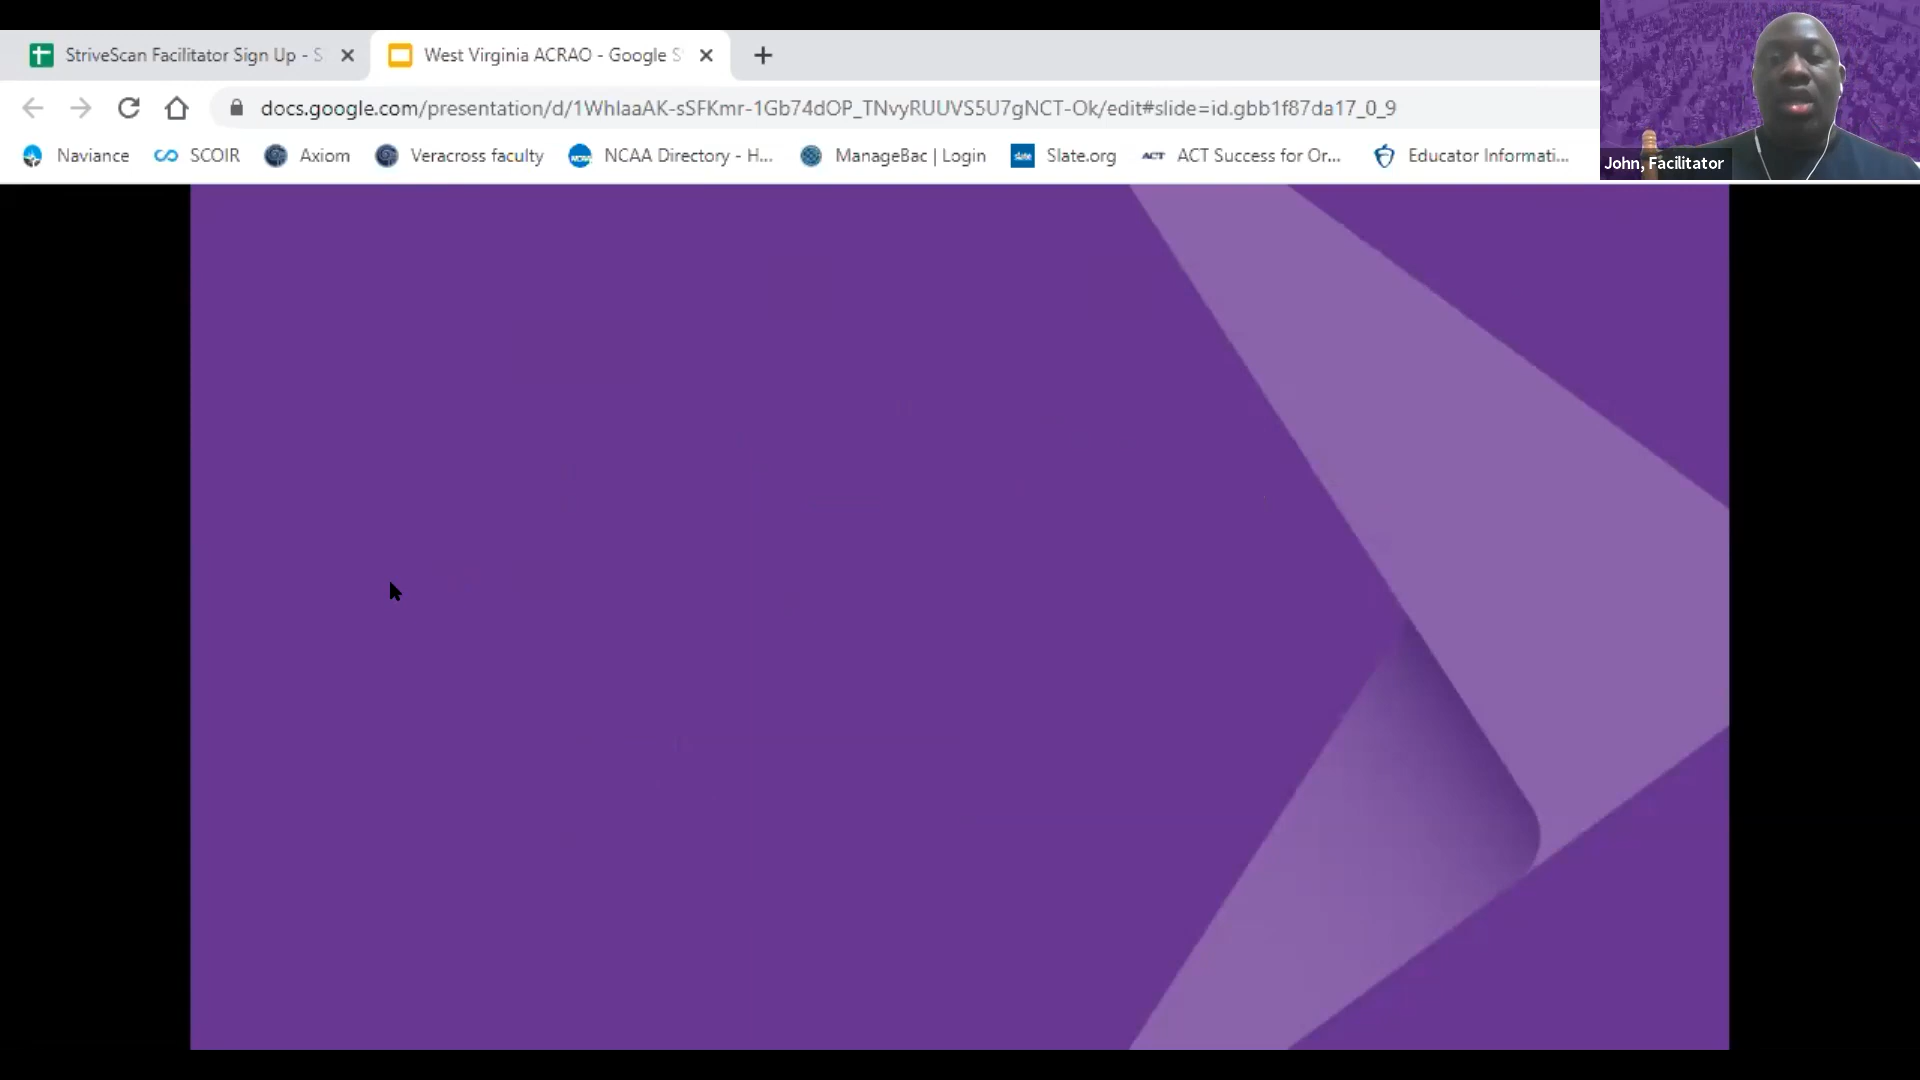 StriveScan Facilitator Sign Up - S
West Virginia ACRAO - Google S
docs.google.com/presentation/d/1WhlaaAK-sSFKmr-1Gb74dOP_TNvyRUUVS5U7gNCT-Ok/edit#slide=id.gbb1f87da17_0_9
Naviance SCOIR Axiom Veracross faculty NCAA Directory - H... ManageBac | Login slate Slate.org ACT ACT Success for Or... Educator Informati...
John, Facilitator